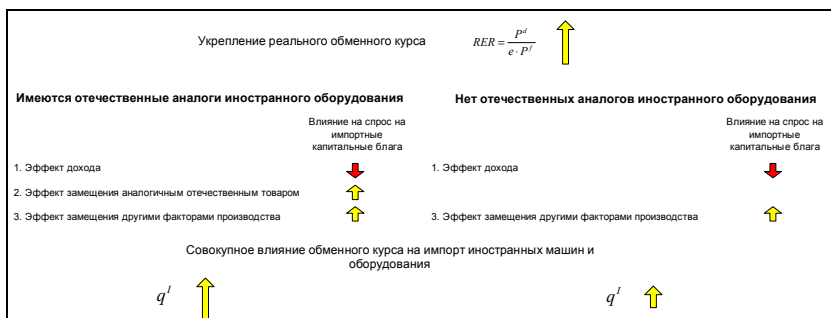 Укрепление реального обменного курса RER = P^d / (e · P^f)
Имеются отечественные аналоги иностранного оборудования
Нет отечественных аналогов иностранного оборудования
Влияние на спрос на
импортные
капитальные блага
Влияние на спрос на
импортные
капитальные блага
1. Эффект дохода
1. Эффект дохода
2. Эффект замещения аналогичным отечественным товаром
3. Эффект замещения другими факторами производства
3. Эффект замещения другими факторами производства
Совокупное влияние обменного курса на импорт иностранных машин и
оборудования
q^I
q^I